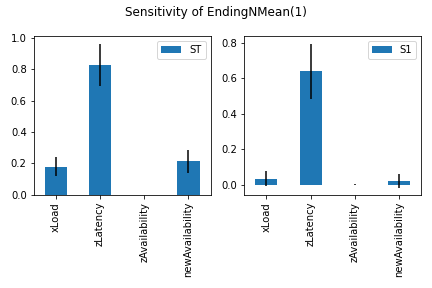 Sensitivity of EndingNMean(1)
1.0
0.8
0.6
0.4
0.2
0.0
ST
xLoad
zLatency
zAvailability
newAvailability
0.8
0.6
0.4
0.2
0.0
S1
xLoad
zLatency
zAvailability
newAvailability